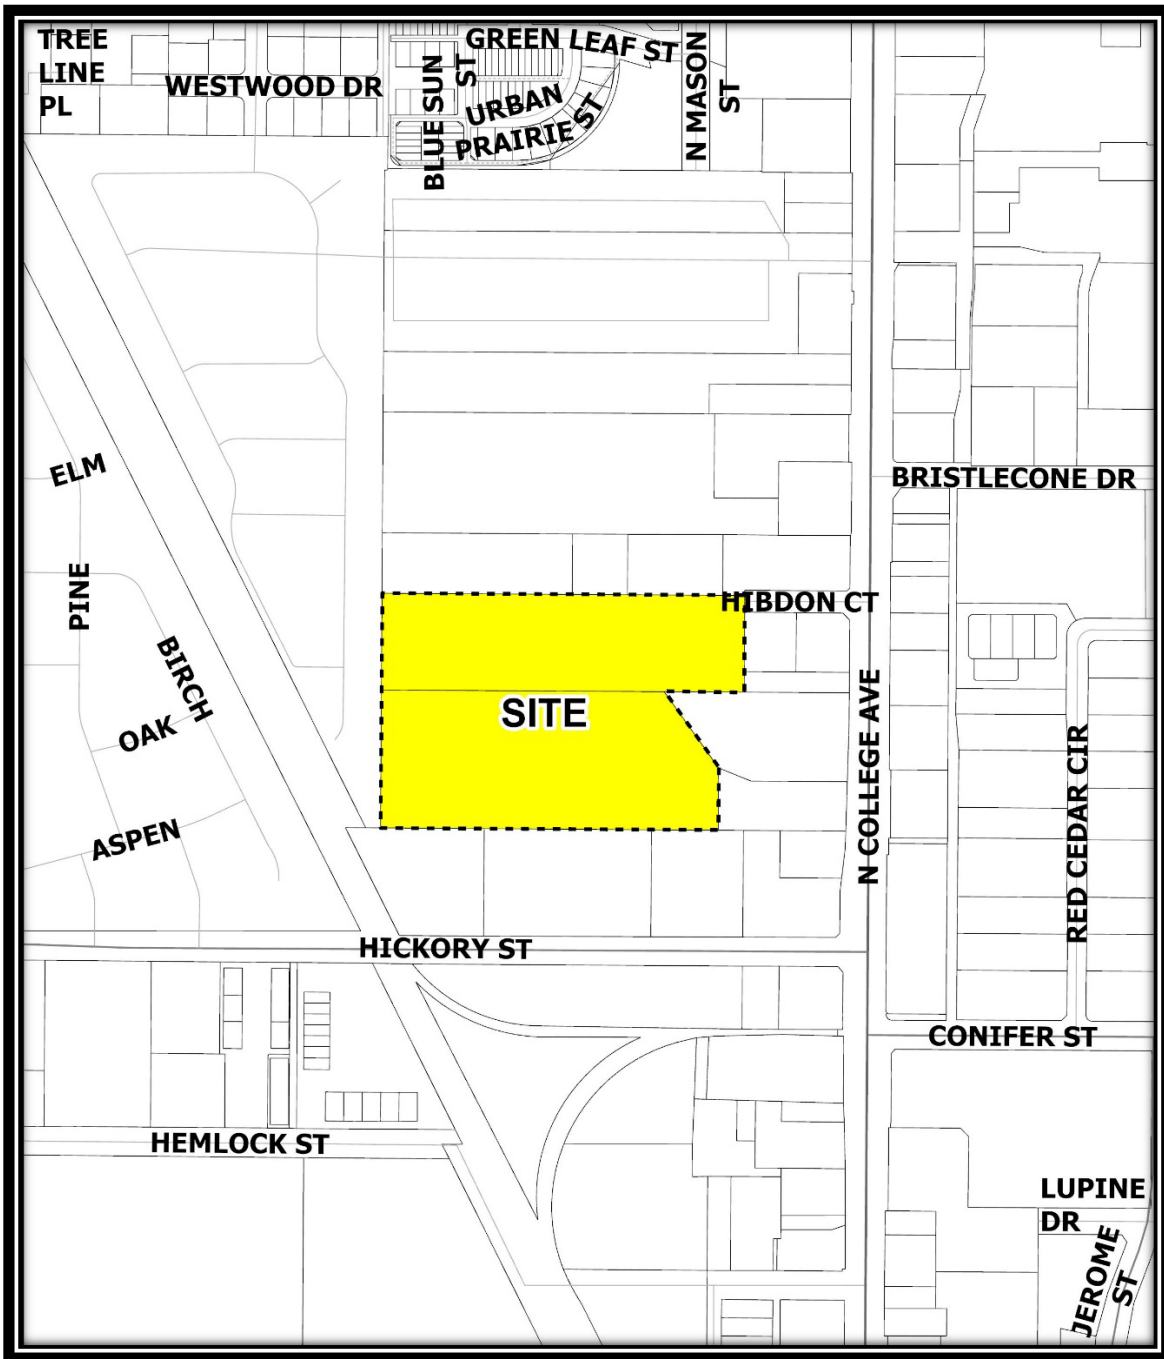 TREE
LINE
PL
WESTWOOD DR
BLUE SUN
ST
GREEN LEAF ST
URBAN
PRAIRIE ST
N MASON
ST
ELM
BRISTLECONE DR
PINE
HIBDON CT
BIRCH
SITE
OAK
N COLLEGE AVE
RED CEDAR CIR
ASPEN
HICKORY ST
CONIFER ST
HEMLOCK ST
LUPINE
DR
JEROME
ST